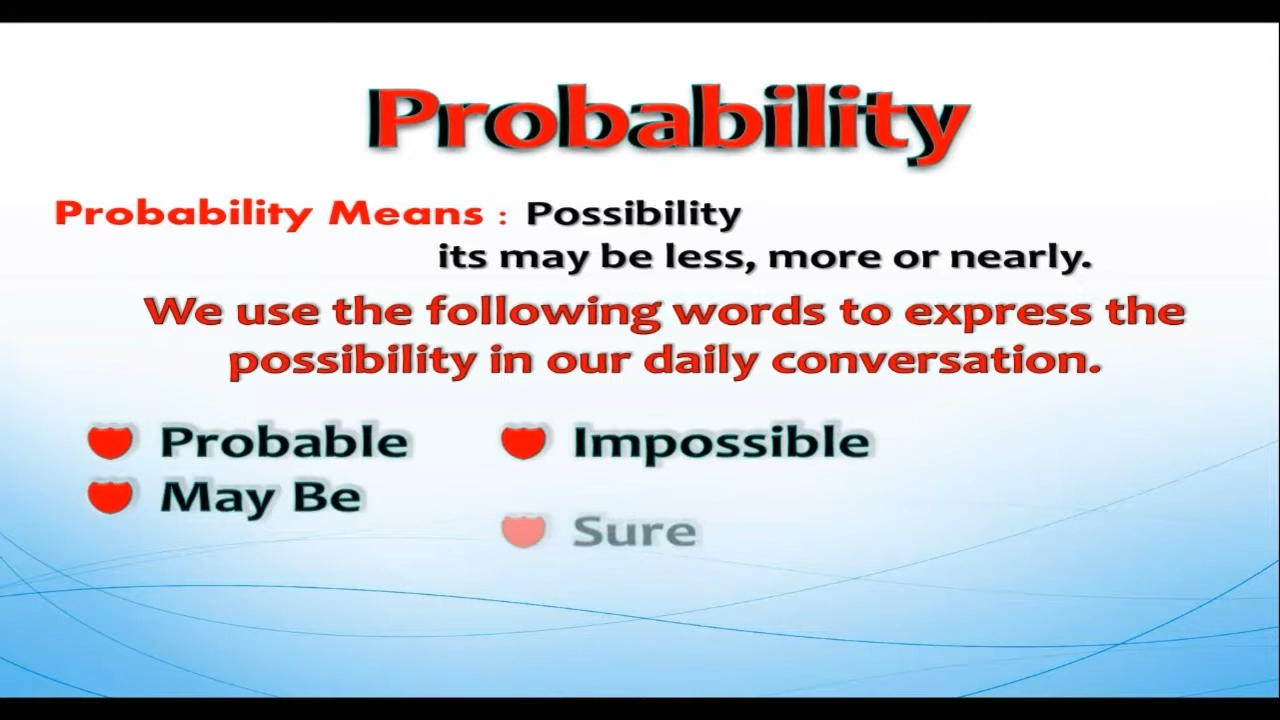 Probability
Probability Means : Possibility
its may be less, more or nearly.
We use the following words to express the
possibility in our daily conversation.
Probable
Impossible
May Be
Sure